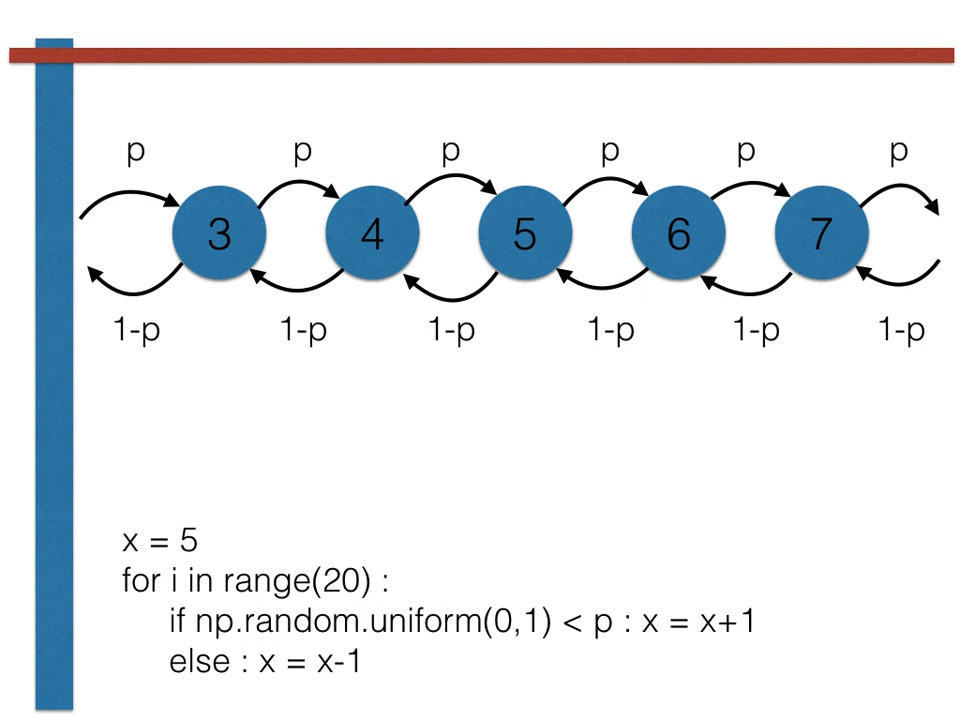 p p p p p p
3 4 5 6 7
1-p 1-p 1-p 1-p 1-p 1-p
x = 5
for i in range(20) :
if np.random.uniform(0,1) < p : x = x+1
else : x = x-1